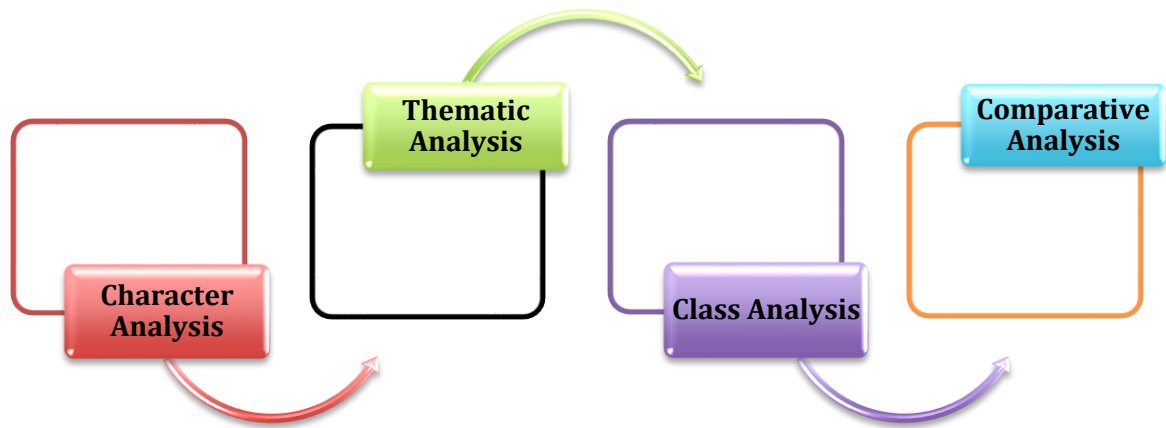 Character
Analysis
Thematic
Analysis
Class Analysis
Comparative
Analysis